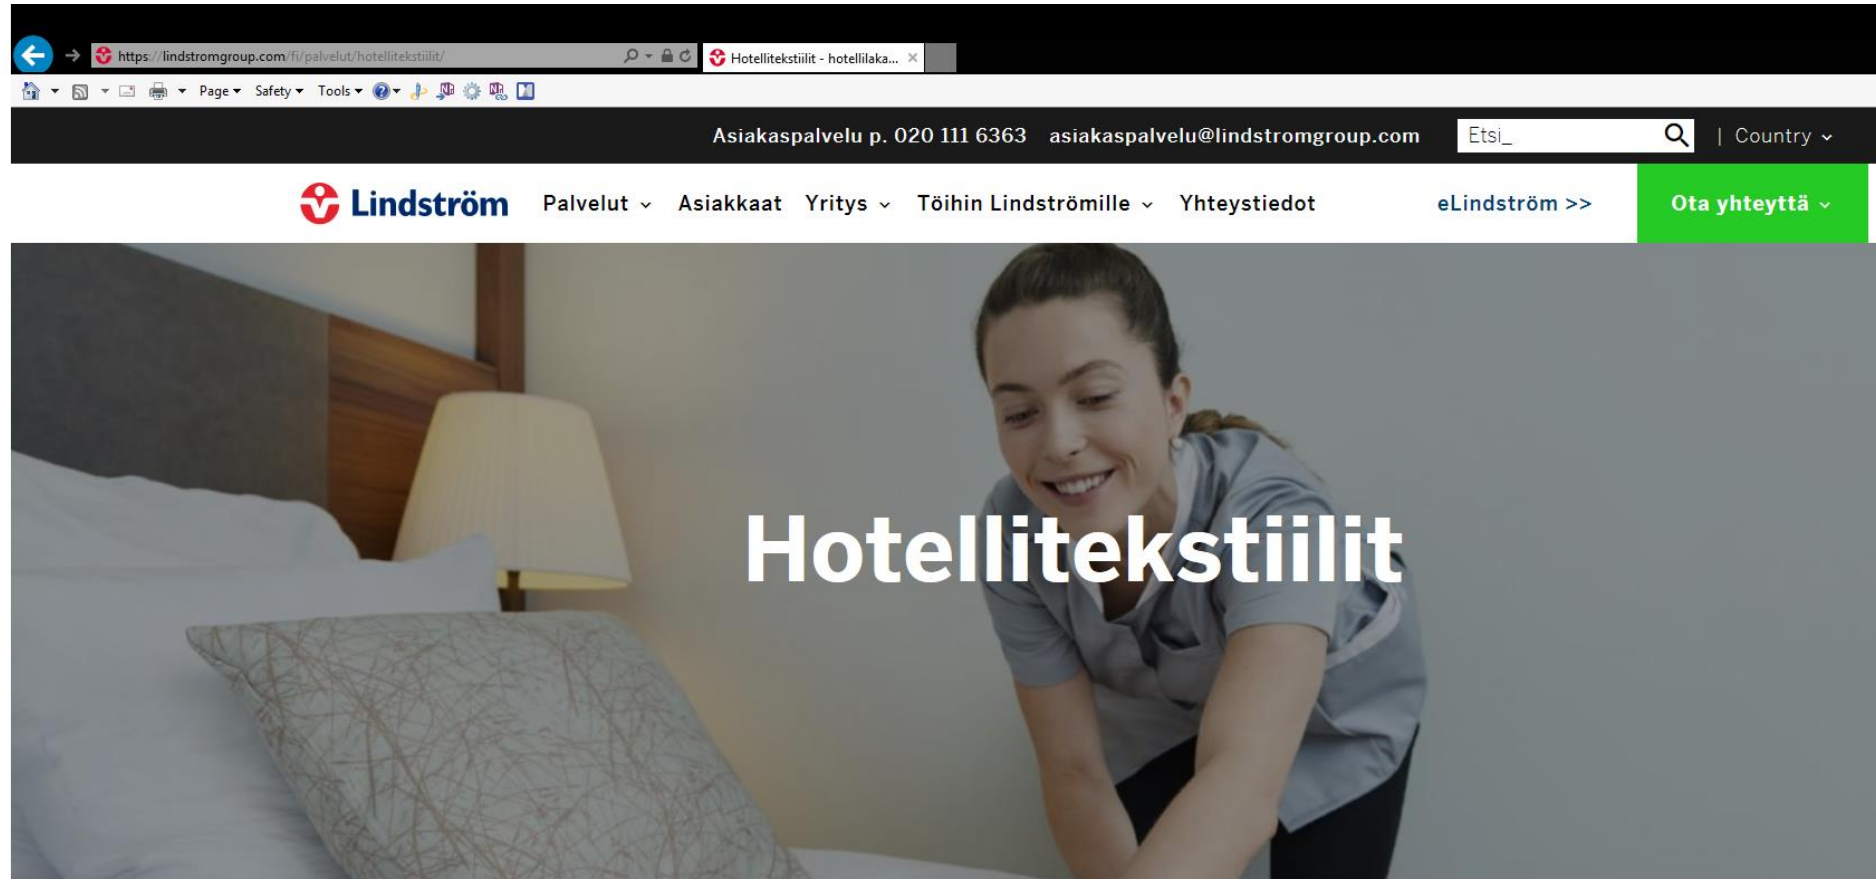 https://lindstromgroup.com/fi/palvelut/hotellitekstiilit/
Hotellitekstiilit - hotellilaka...
Page Safety Tools
Asiakaspalvelu p. 020 111 6363 asiakaspalvelu@lindstromgroup.com Etsi_ | Country
Lindström Palvelut Asiakkaat Yritys Töihin Lindströmille Yhteystiedot eLindström >> Ota yhteyttä
Hotellitekstiilit